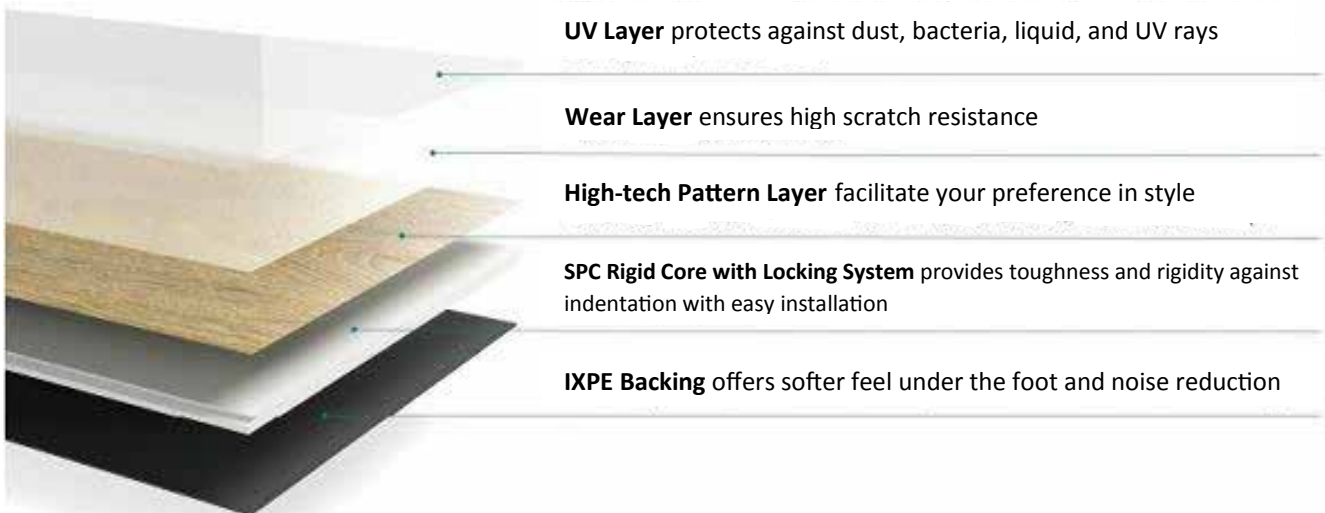 UV Layer protects against dust, bacteria, liquid, and UV rays
Wear Layer ensures high scratch resistance
High-tech Pattern Layer facilitate your preference in style
SPC Rigid Core with Locking System provides toughness and rigidity against
indentation with easy installation
IXPE Backing offers softer feel under the foot and noise reduction